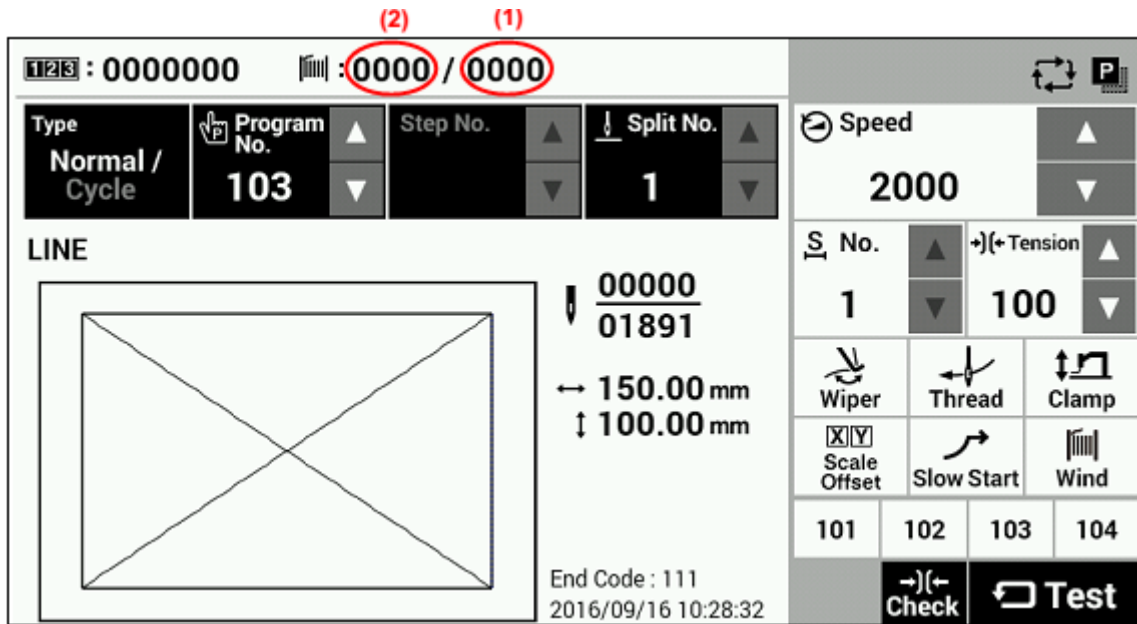 (2) (1)
123 : 0000000 : 0000 / 0000
P
Type
Normal /
Cycle
P Program
No.
103
Step No.
Split No.
1
Speed
2000
LINE
00000
01891
150.00 mm
100.00 mm
End Code : 111
2016/09/16 10:28:32
S No.
1
Tension
100
Wiper
Thread
Clamp
X Y
Scale
Offset
Slow Start
Wind
101 102 103 104
Check
Test